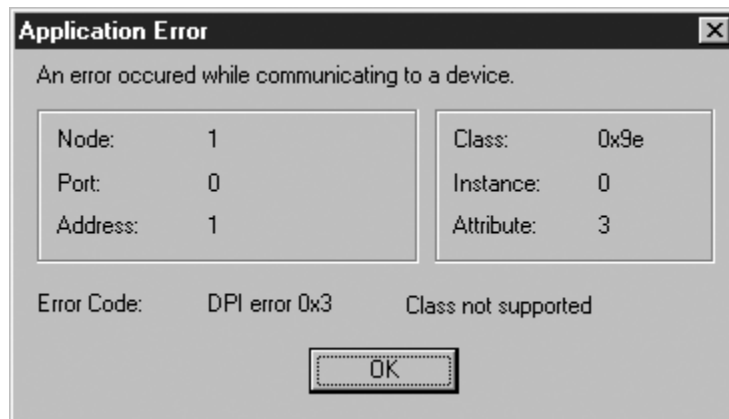 Application Error
An error occured while communicating to a device.
Node: 1
Port: 0
Address: 1
Class: 0x9e
Instance: 0
Attribute: 3
Error Code: DPI error 0x3 Class not supported
OK